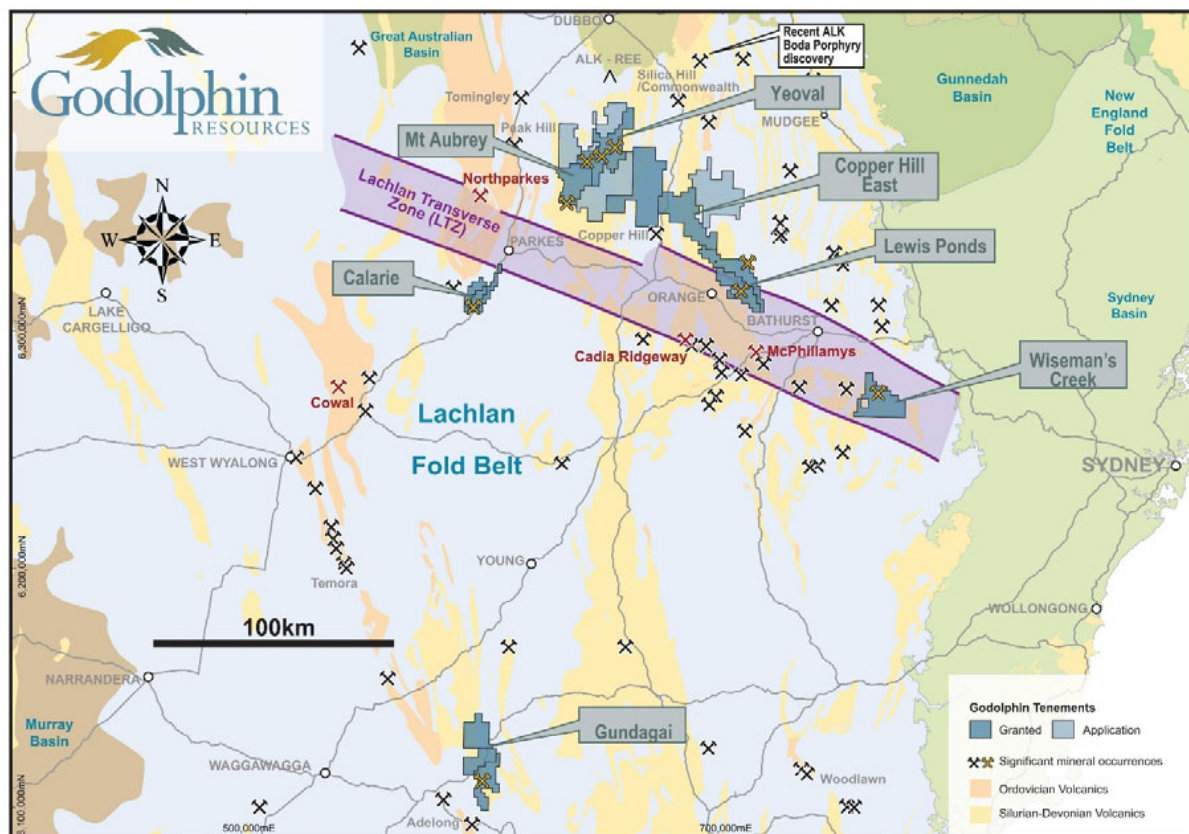 Godolphin
RESOURCES
DUBBO
Great Australian
Basin
ALK - REE
Recent ALK
Boda Porphyry
discovery
Silica Hill
/Commonwealth
Tomingley
Peak Hill
Yeoval
MUDGEE
Gunnedah
Basin
New
England
Fold
Belt
Mt Aubrey
Copper Hill
East
Northparkes
Lachlan Transverse
Zone (LTZ)
N
W
E
S
PARKES
Copper Hill
Lewis Ponds
Calarie
ORANGE
BATHURST
LAKE
CARGELLIGO
Sydney
Basin
6,300,000mN
Cadia Ridgeway
McPhillamys
Wiseman's
Creek
Cowal
Lachlan
Fold Belt
WEST WYALONG
SYDNEY
YOUNG
6,200,000mN
Temora
WOLLONGONG
100km
NARRANDERA
Murray
Basin
Gundagai
WAGGAWAGGA
Woodlawn
Adelong
6,100,000mN
500,000mE
700,000mE
Godolphin Tenements
Granted
Application
Significant mineral occurrences
Ordovician Volcanics
Silurian-Devonian Volcanics